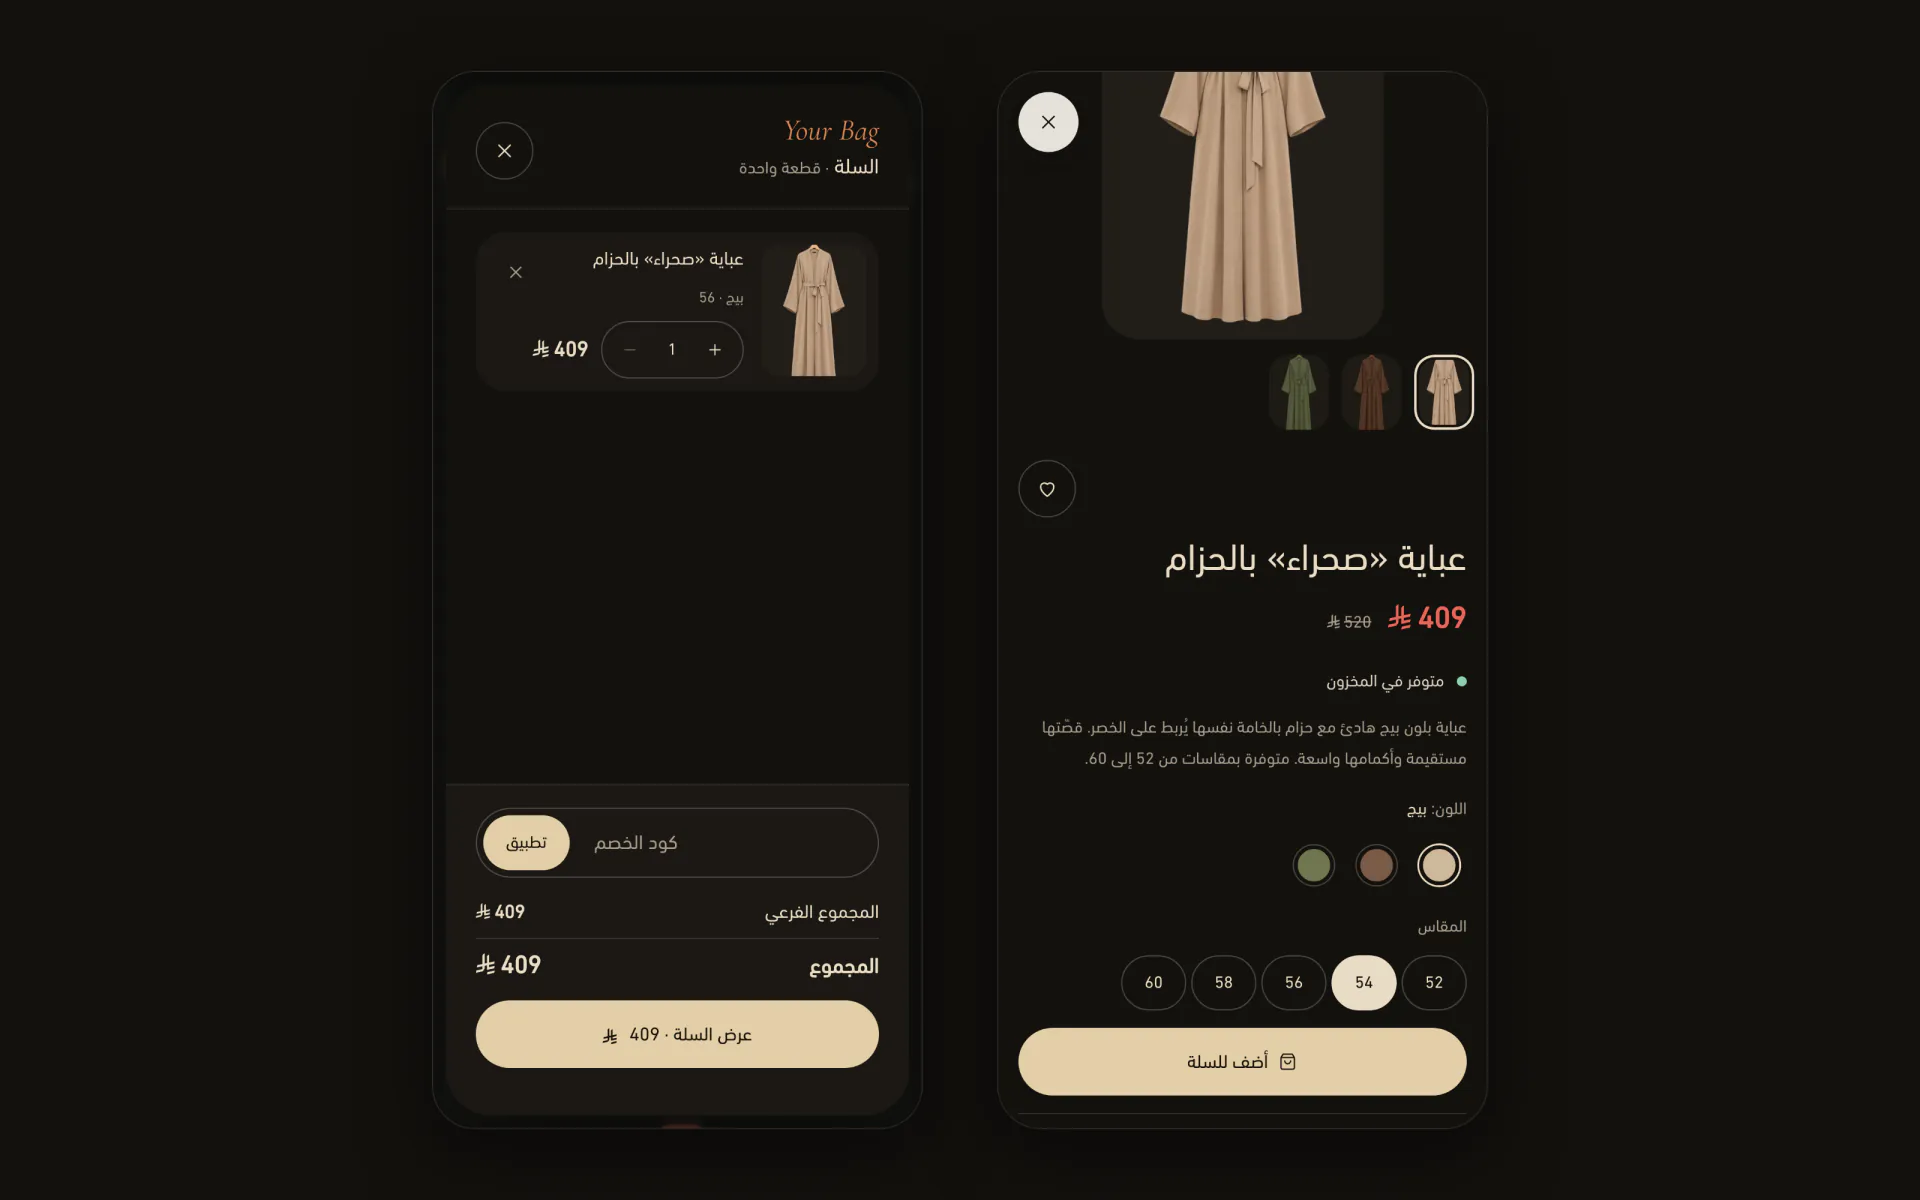 عباية «صحراء» بالحزام
409 ⃁ 520 ⃁
متوفر في المخزون
عباية بلون بيج هادئ مع حزام بالخامة نفسها يُربط على الخصر. قصّتها
مستقيمة وأكمامها واسعة. متوفرة بمقاسات من 52 إلى 60.
اللون: بيج
المقاس
52 54 56 58 60
أضف للسلة
Your Bag
السلة · قطعة واحدة
عباية «صحراء» بالحزام
بيج · 56
+ 1 − 409 ⃁
كود الخصم تطبيق
المجموع الفرعي 409 ⃁
المجموع 409 ⃁
عرض السلة · 409 ⃁